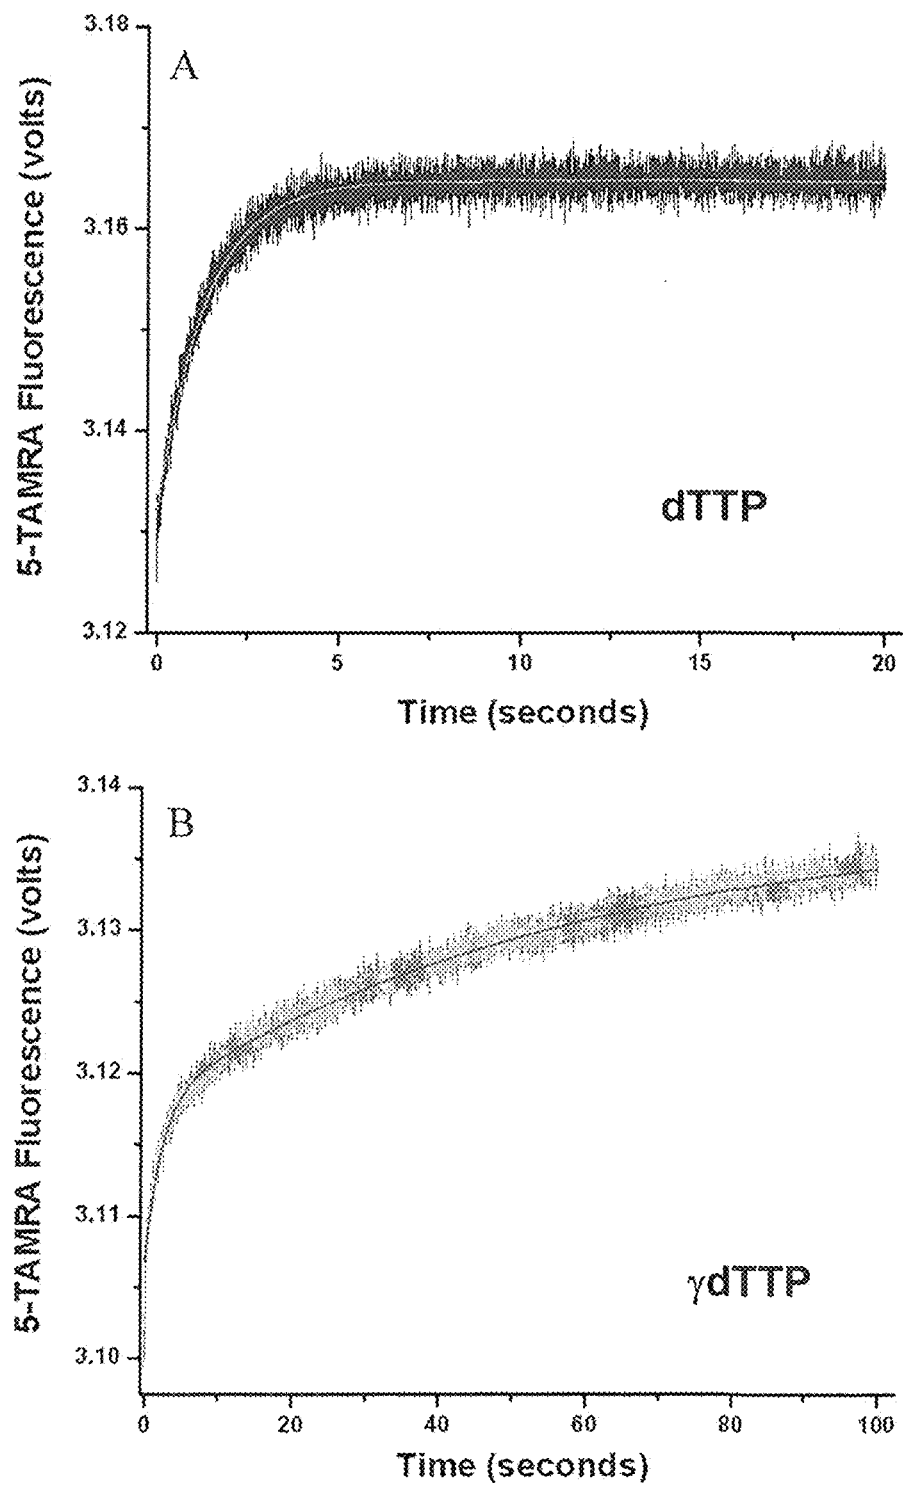 3.18
A
3.16
3.14
3.12
5-TAMRA Fluorescence (volts)
dTTP
0 5 10 15 20
Time (seconds)
3.14
B
3.13
3.12
3.11
3.10
5-TAMRA Fluorescence (volts)
γdTTP
0 20 40 60 80 100
Time (seconds)